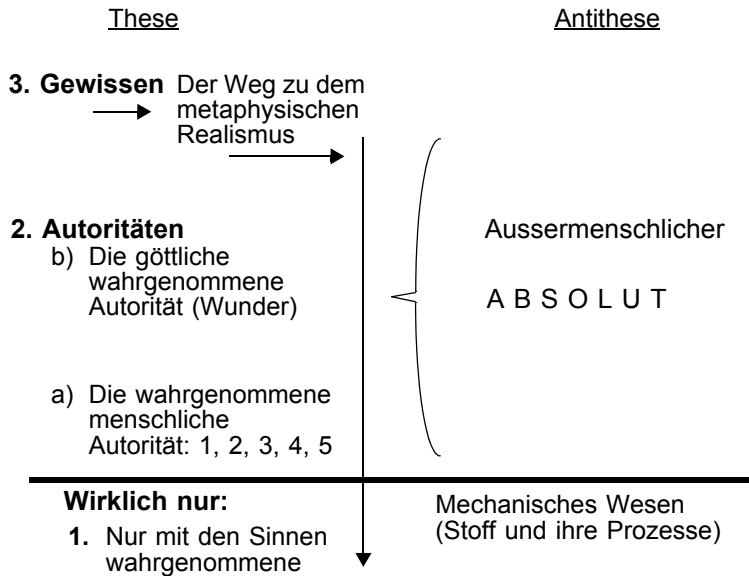 These
Antithese
3. Gewissen Der Weg zu dem
metaphysischen
Realismus
2. Autoritäten
b) Die göttliche
wahrgenommene
Autorität (Wunder)
Aussermenschlicher
A B S O L U T
a) Die wahrgenommene
menschliche
Autorität: 1, 2, 3, 4, 5
Wirklich nur:
1. Nur mit den Sinnen
wahrgenommene
Mechanisches Wesen
(Stoff und ihre Prozesse)